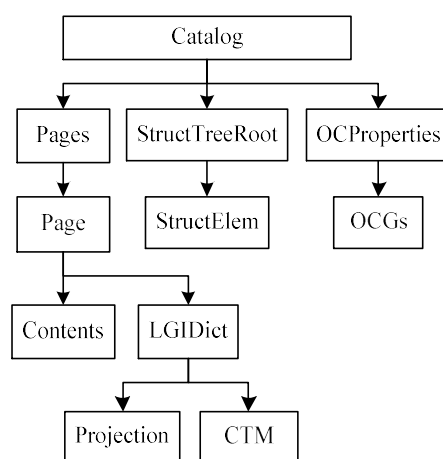 Catalog
Pages
StructTreeRoot
OCProperties
Page
StructElem
OCGs
Contents
LGIDict
Projection
CTM